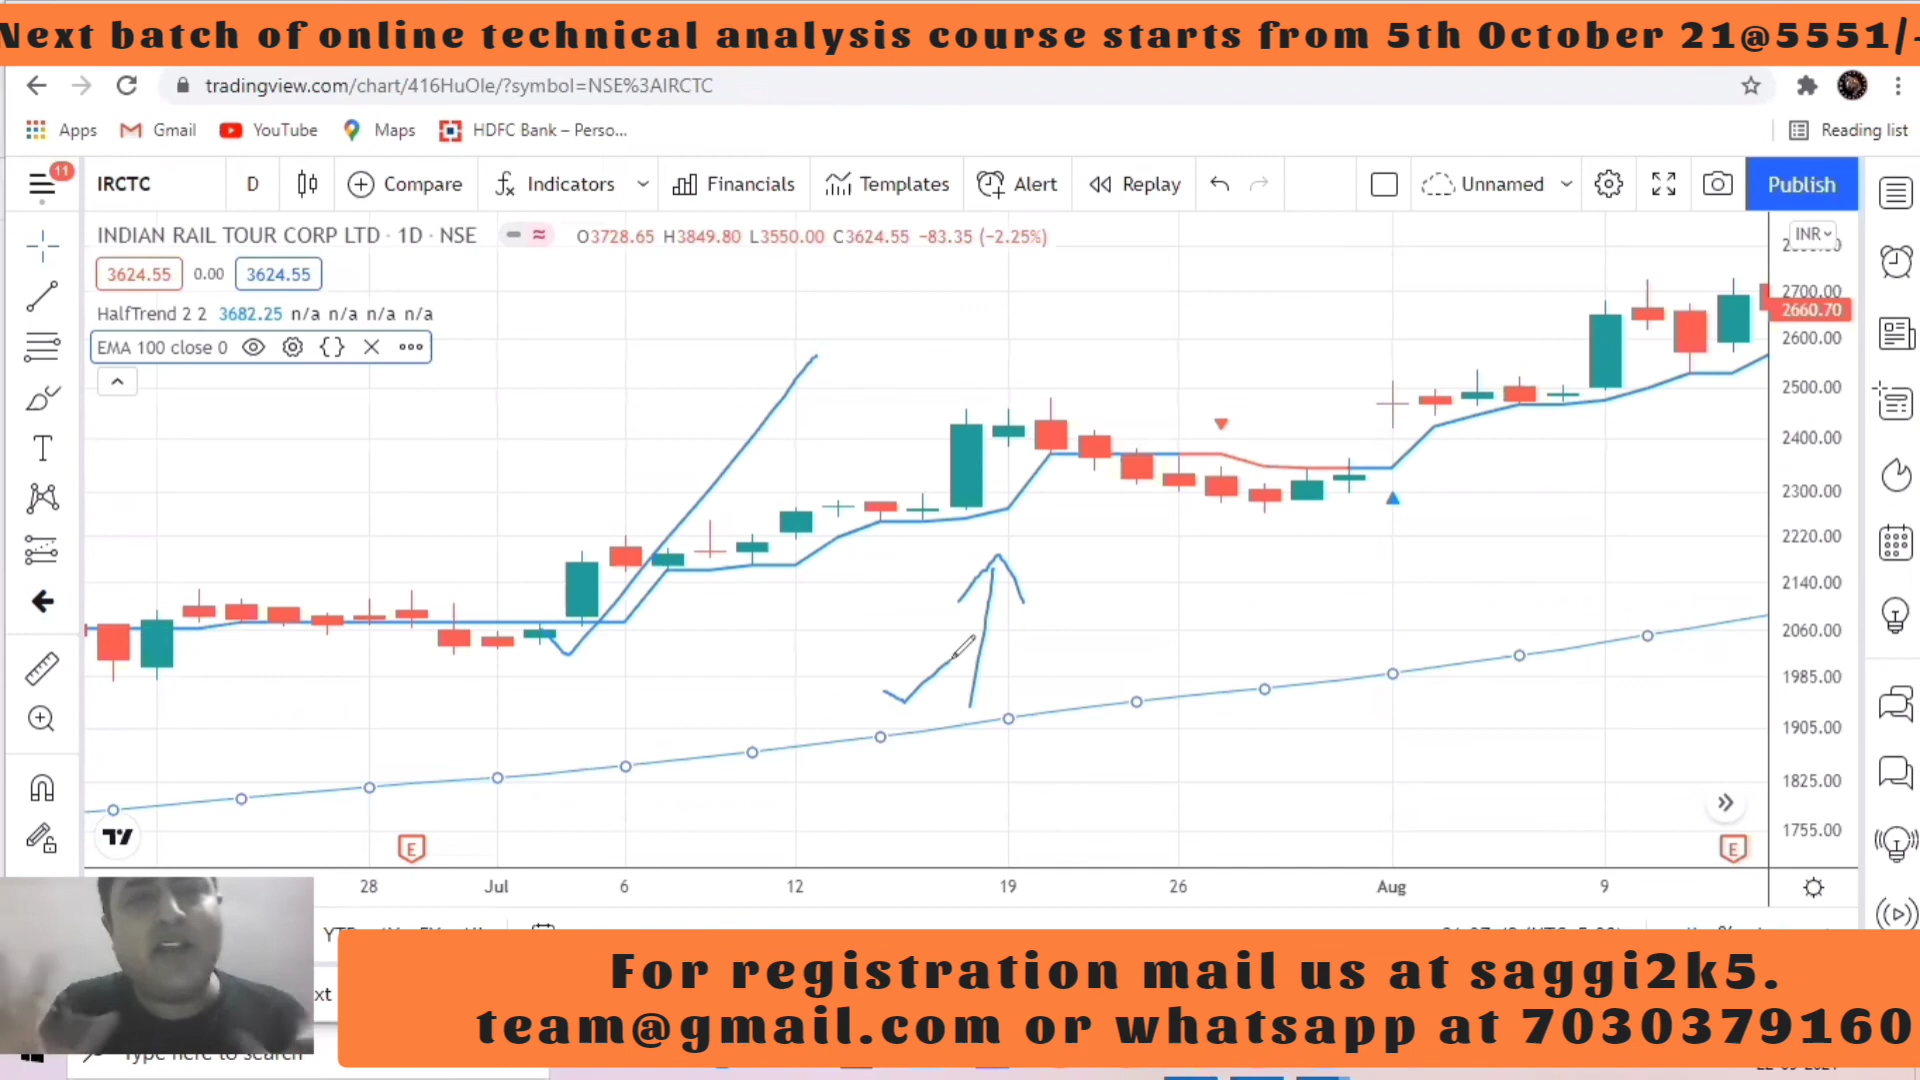 Next batch of online technical analysis course starts from 5th October 21@5551/-
tradingview.com/chart/416HuOle/?symbol=NSE%3AIRCTC
Apps Gmail YouTube Maps HDFC Bank – Perso... Reading list
11
IRCTC D Compare Indicators Financials Templates Alert Replay Unnamed Publish
INDIAN RAIL TOUR CORP LTD · 1D · NSE O3728.65 H3849.80 L3550.00 C3624.55 −83.35 (−2.25%)
INR
3624.55 0.00 3624.55
HalfTrend 2 2 3682.25 n/a n/a n/a n/a
EMA 100 close 0
2700.00
2660.70
2600.00
2500.00
2400.00
2300.00
2220.00
2140.00
2060.00
1985.00
1905.00
1825.00
1755.00
E E
28 Jul 6 12 19 26 Aug 9
For registration mail us at saggi2k5.
team@gmail.com or whatsapp at 7030379160
Type here to search